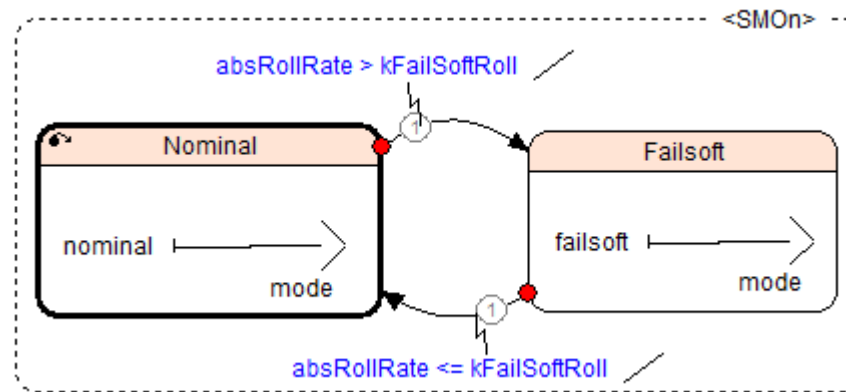 <SMOn>
absRollRate > kFailSoftRoll
1
Nominal
Failsoft
nominal
mode
failsoft
mode
1
absRollRate <= kFailSoftRoll